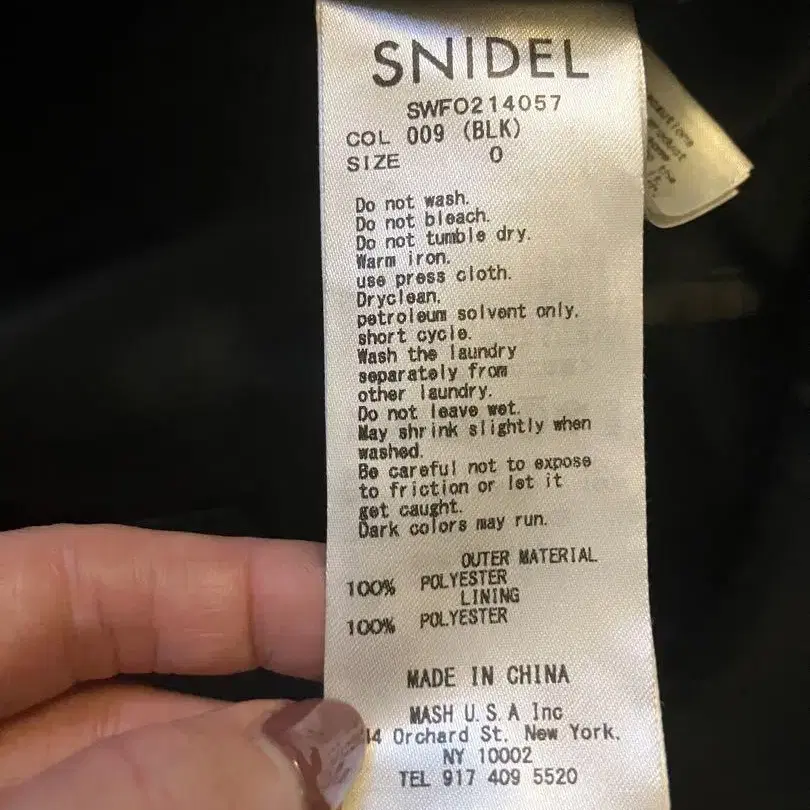 SNIDEL
SWFO214057
COL 009 (BLK)
SIZE 0
Do not wash.
Do not bleach.
Do not tumble dry.
Warm iron.
use press cloth.
Dryclean.
petroleum solvent only.
short cycle.
Wash the laundry
separately from
other laundry.
Do not leave wet.
May shrink slightly when
washed.
Be careful not to expose
to friction or let it
get caught.
Dark colors may run.
OUTER MATERIAL
100% POLYESTER
LINING
100% POLYESTER
MADE IN CHINA
MASH U.S.A Inc
14 Orchard St. New York.
NY 10002
TEL 917 409 5520
product